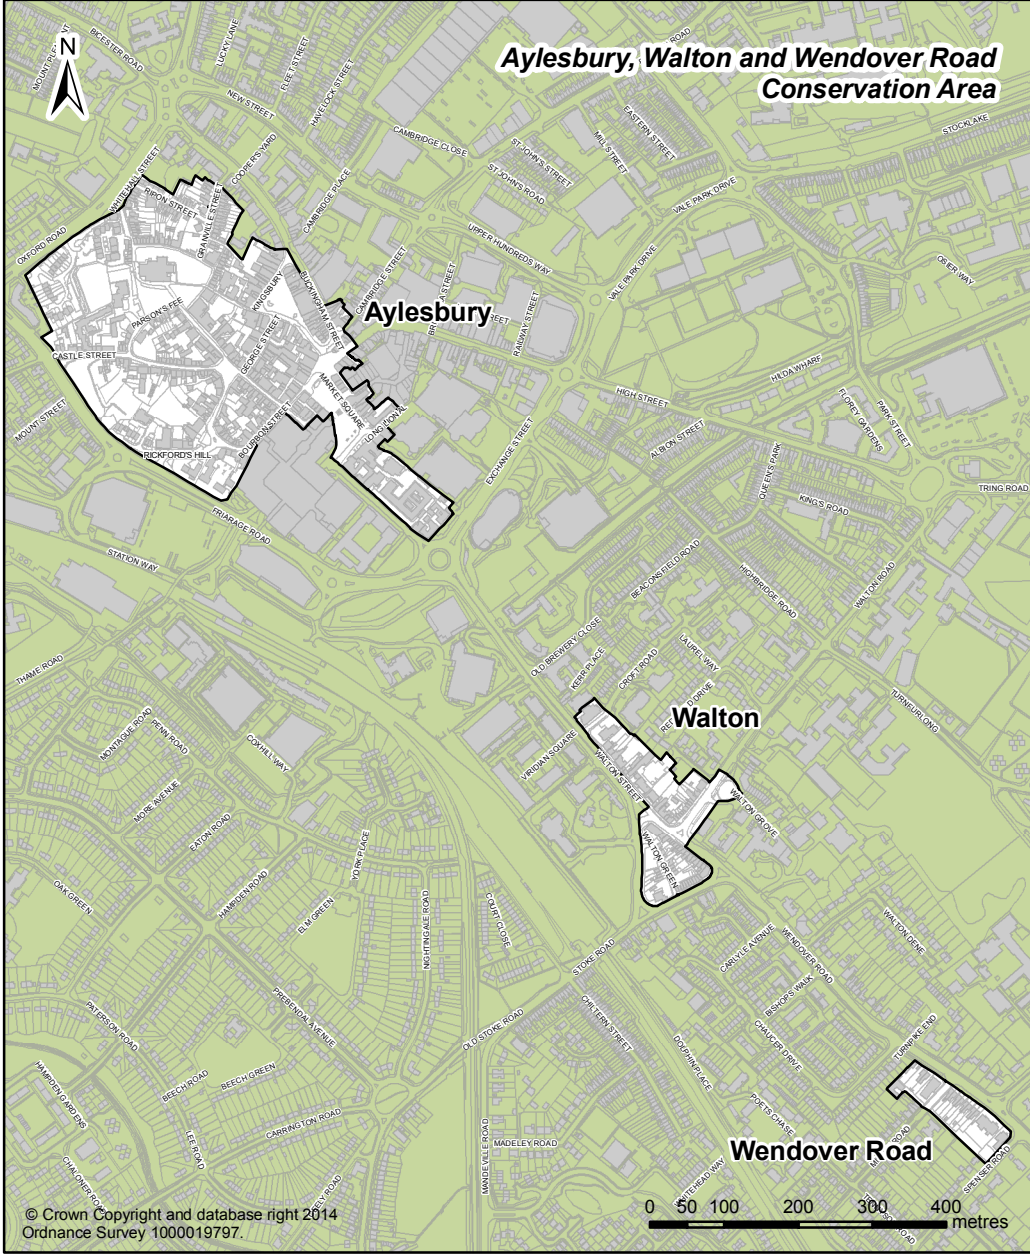 N
Aylesbury, Walton and Wendover Road
Conservation Area
BICESTER ROAD
LUCKY LANE
FLEET STREET
HAVELOCK STREET
NEW STREET
COOPER'S YARD
CAMBRIDGE CLOSE
CAMBRIDGE PLACE
ST JOHN'S STREET
ST JOHN'S ROAD
MILL STREET
EASTERN STREET
ROAD
STOCKLAKE
VALE PARK DRIVE
WHITEHALL STREET
RIPON STREET
GRANVILLE STREET
OXFORD ROAD
UPPER HUNDREDS WAY
VALE PARK DRIVE
OSIER WAY
KINGSBURY
BUCKINGHAM STREET
CAMBRIDGE STREET
PARSON'S FEE
Aylesbury
RAILWAY STREET
CASTLE STREET
GEORGE STREET
MARKET SQUARE
HIGH STREET
HILDA WHARF
FLOREY GARDENS
PARK STREET
MOUNT STREET
BOURBON STREET
RICKFORD'S HILL
EXCHANGE STREET
ALBION STREET
QUEEN'S PARK
KING'S ROAD
TRING ROAD
FRIARAGE ROAD
STATION WAY
BEACONSFIELD ROAD
HIGHBRIDGE ROAD
WALTON ROAD
OLD BREWERY CLOSE
KERR PLACE
CROFT ROAD
LAUREL WAY
THAME ROAD
TURNFURLONG
Walton
MONTAGUE ROAD
PENN ROAD
COXHILL WAY
VIRIDIAN SQUARE
WALTON STREET
WALTON GROVE
MORE AVENUE
EATON ROAD
YORK PLACE
WALTON GREEN
OAK GREEN
HAMPDEN ROAD
ELM GREEN
NIGHTINGALE ROAD
COURT CLOSE
WALTON DENE
CARLYLE AVENUE
WENDOVER ROAD
STOKE ROAD
BISHOPS WALK
PREBENDAL AVENUE
CHILTERN STREET
PATERSON ROAD
OLD STOKE ROAD
DOLPHIN PLACE
CHAUCER DRIVE
TURNPIKE END
HAMPDEN GARDENS
BEECH ROAD
BEECH GREEN
POETS CHASE
CARRINGTON ROAD
LEE ROAD
MANDEVILLE ROAD
MADELEY ROAD
Wendover Road
CHALONER ROAD
WHITEHEAD WAY
SPENSER ROAD
0 50 100 200 300 400 metres
© Crown Copyright and database right 2014
Ordnance Survey 1000019797.